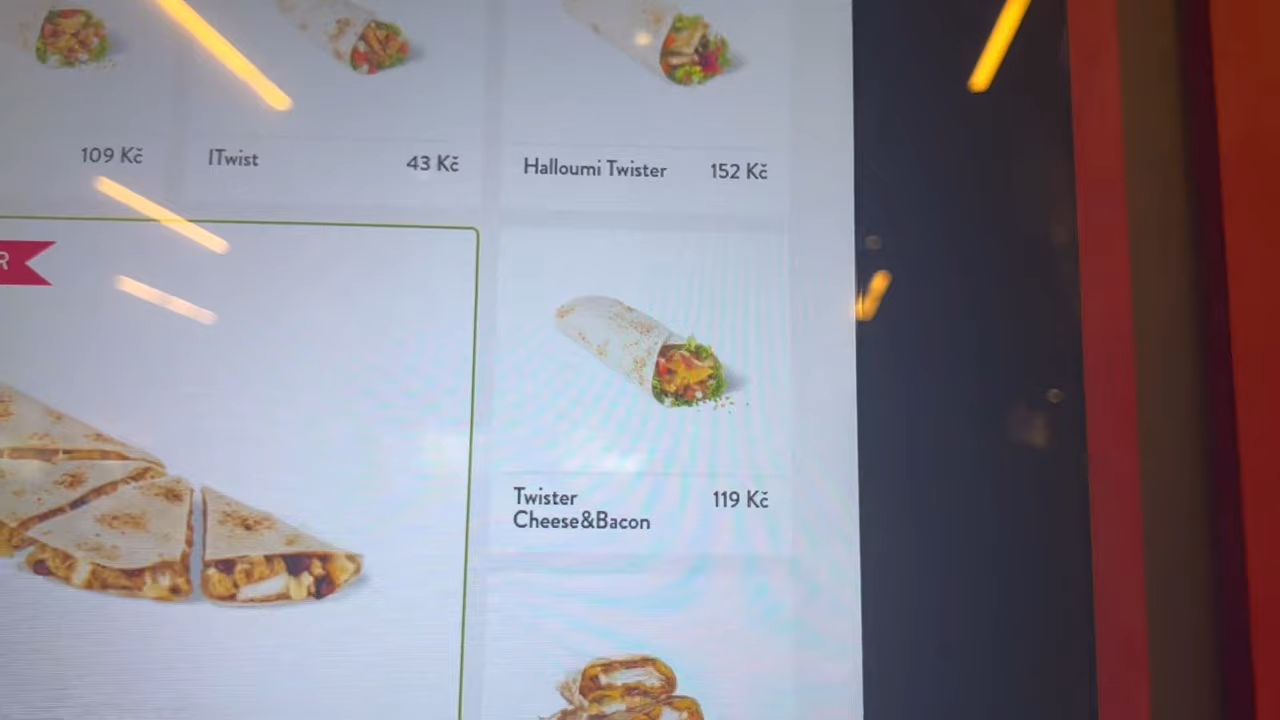 109 Kč
ITwist 43 Kč
Halloumi Twister 152 Kč
R
Twister 119 Kč
Cheese&Bacon